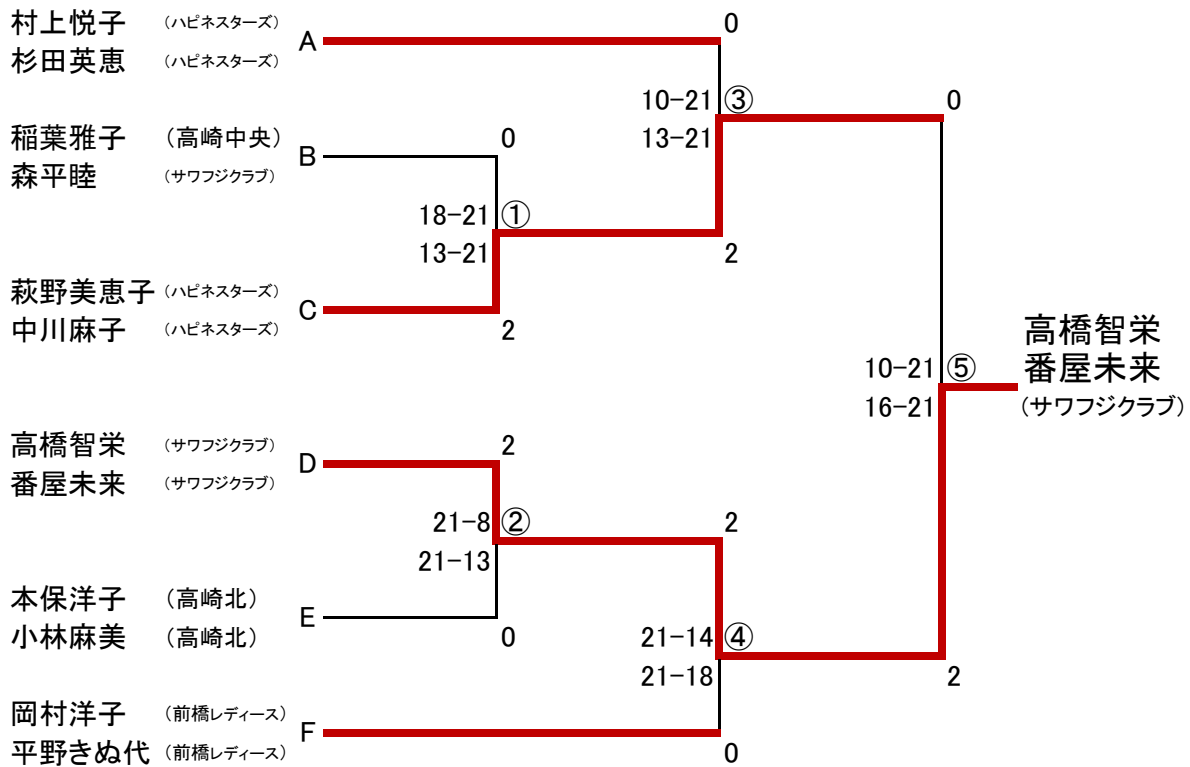 村上悦子 (ハピネスターズ)
杉田英恵 (ハピネスターズ)
A
0
10-21 ③
13-21
0
稲葉雅子 (高崎中央)
森平睦 (サワフジクラブ)
B
0
18-21 ①
13-21
2
萩野美恵子 (ハピネスターズ)
中川麻子 (ハピネスターズ)
C
2
高橋智栄
番屋未来
(サワフジクラブ)
10-21 ⑤
16-21
高橋智栄 (サワフジクラブ)
番屋未来 (サワフジクラブ)
D
2
21-8 ②
21-13
2
本保洋子 (高崎北)
小林麻美 (高崎北)
E
0
21-14 ④
21-18
2
岡村洋子 (前橋レディース)
平野きぬ代 (前橋レディース)
F
0